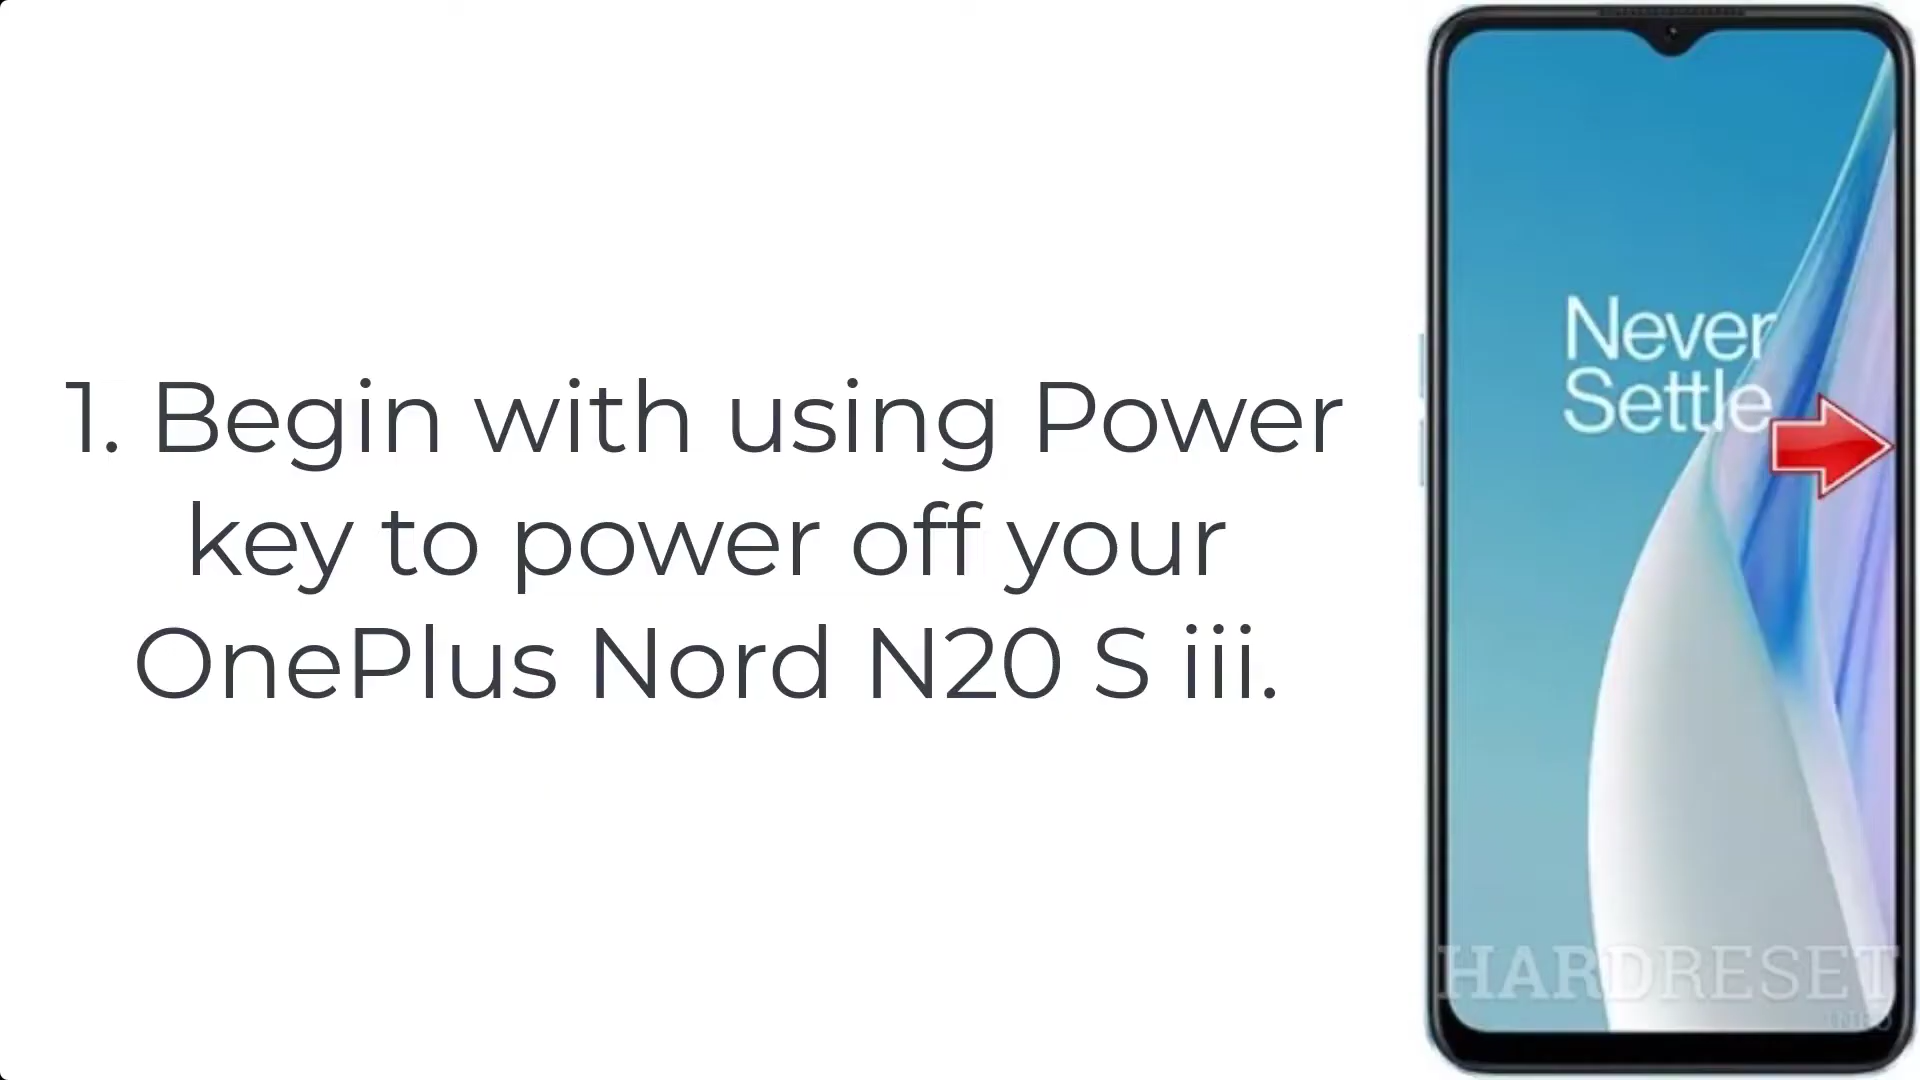 1. Begin with using Power
key to power off your
OnePlus Nord N20 S iii.
Never
Settle
HARDRESET